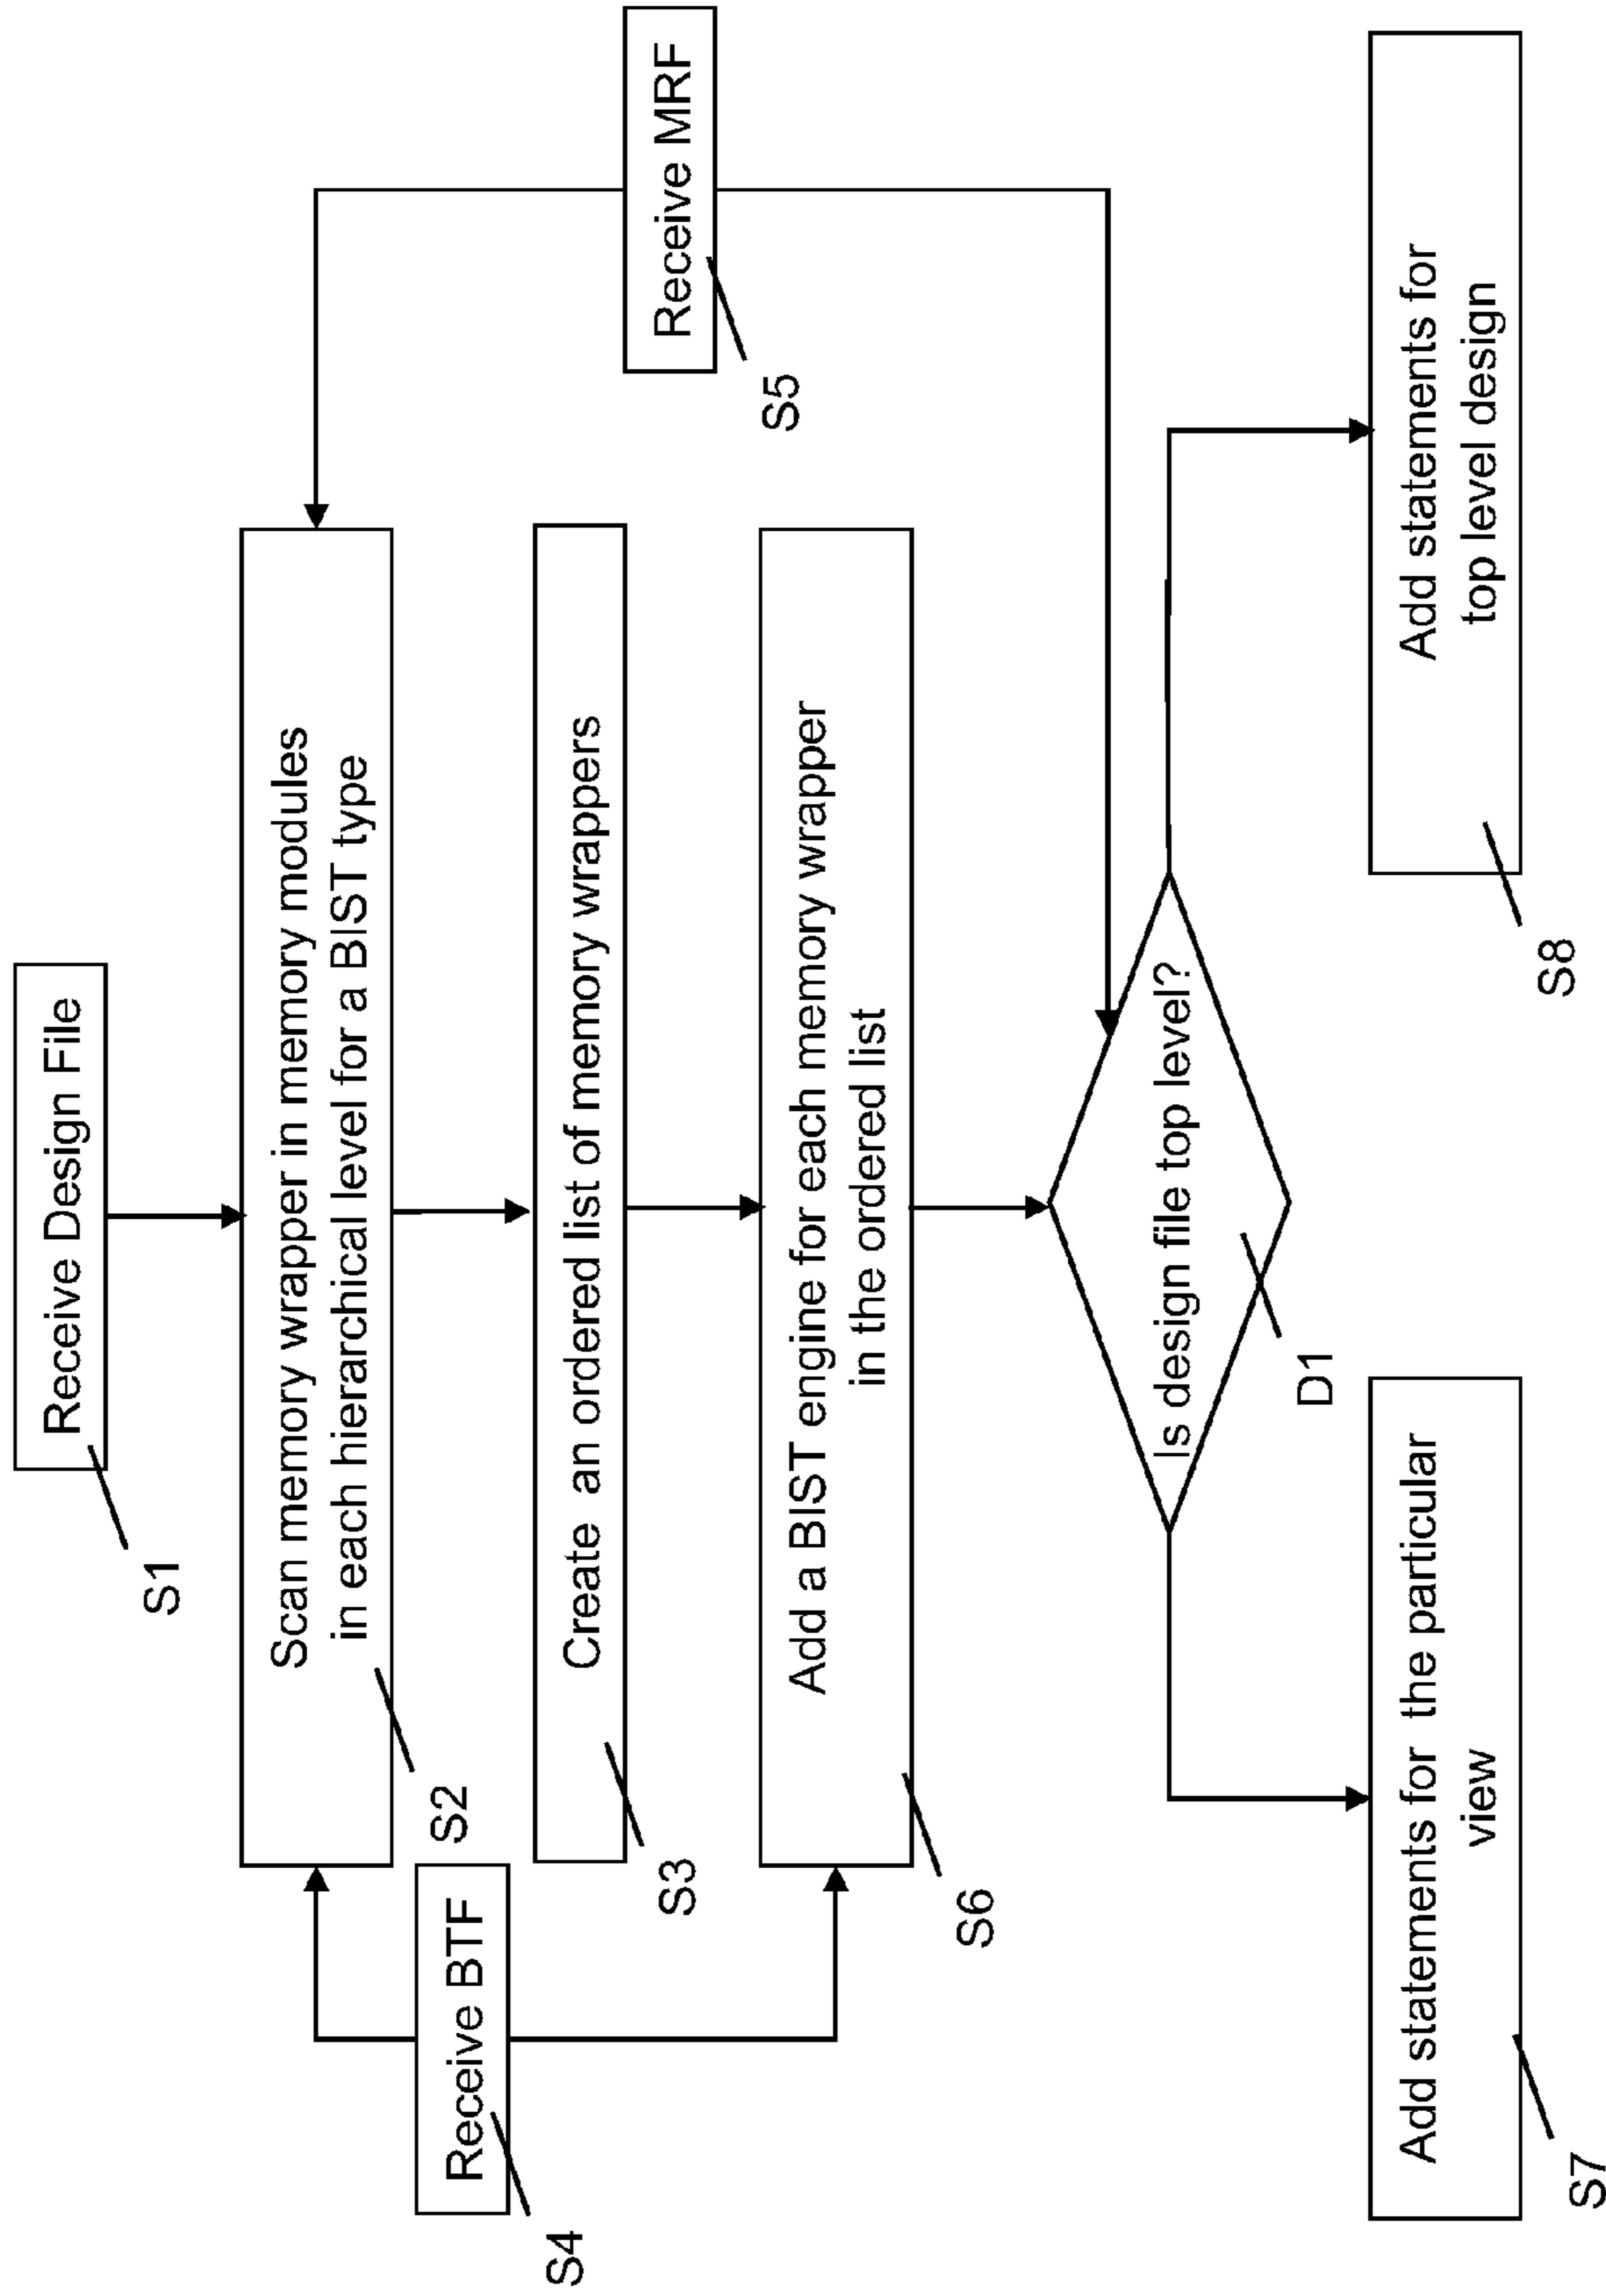 Receive Design File
S1
Scan memory wrapper in memory modules
in each hierarchical level for a BIST type
S2
Receive BTF
S4
Create an ordered list of memory wrappers
S3
Receive MRF
S5
Add a BIST engine for each memory wrapper
in the ordered list
S6
Is design file top level?
D1
Add statements for the particular
view
S7
Add statements for
top level design
S8